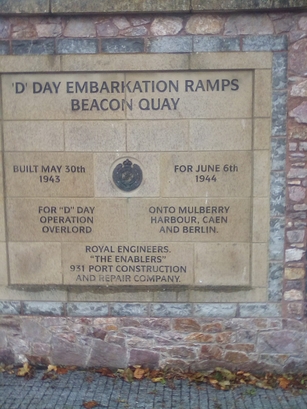 'D' DAY EMBARKATION RAMPS
BEACON QUAY
BUILT MAY 30th
1943
FOR JUNE 6th
1944
FOR "D" DAY
OPERATION
OVERLORD
ONTO MULBERRY
HARBOUR, CAEN
AND BERLIN.
ROYAL ENGINEERS.
"THE ENABLERS"
931 PORT CONSTRUCTION
AND REPAIR COMPANY.